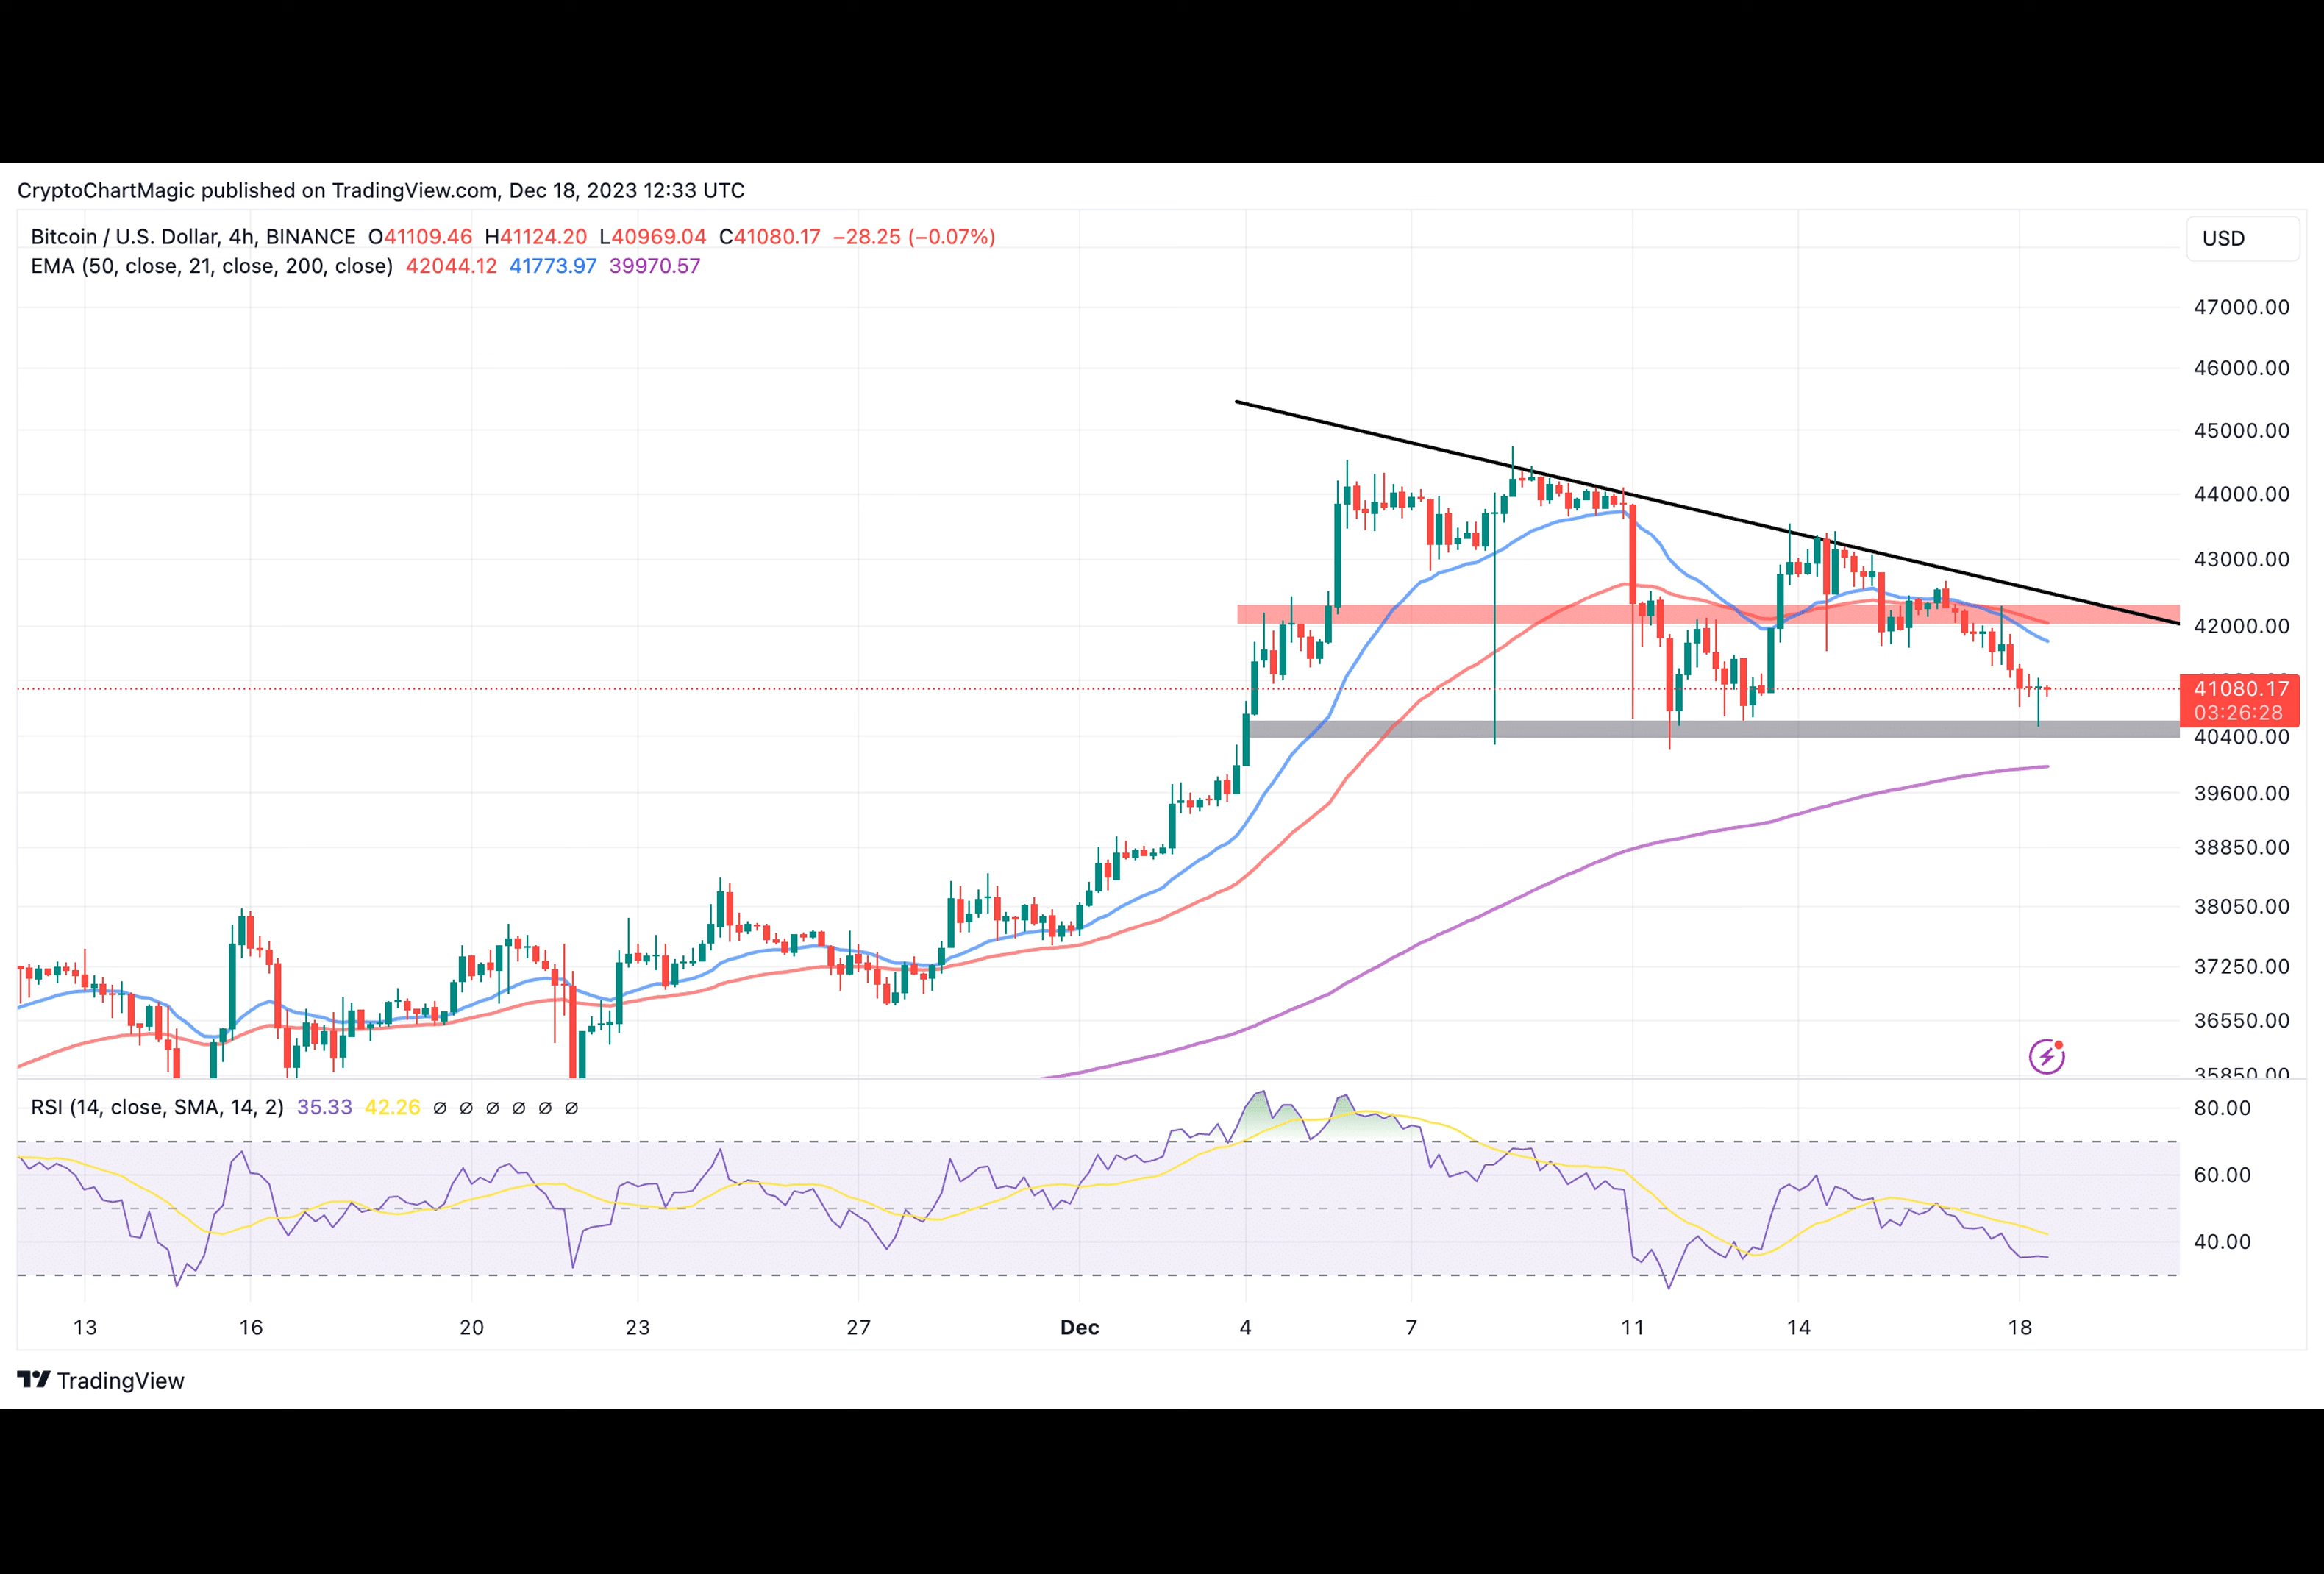 CryptoChartMagic published on TradingView.com, Dec 18, 2023 12:33 UTC
Bitcoin / U.S. Dollar, 4h, BINANCE O41109.46 H41124.20 L40969.04 C41080.17 −28.25 (−0.07%)
USD
EMA (50, close, 21, close, 200, close) 42044.12 41773.97 39970.57
47000.00
46000.00
45000.00
44000.00
43000.00
42000.00
41080.17
03:26:28
40400.00
39600.00
38850.00
38050.00
37250.00
36550.00
35850.00
RSI (14, close, SMA, 14, 2) 35.33 42.26 ∅ ∅ ∅ ∅ ∅ ∅
80.00
60.00
40.00
13 16 20 23 27 Dec 4 7 11 14 18
TradingView